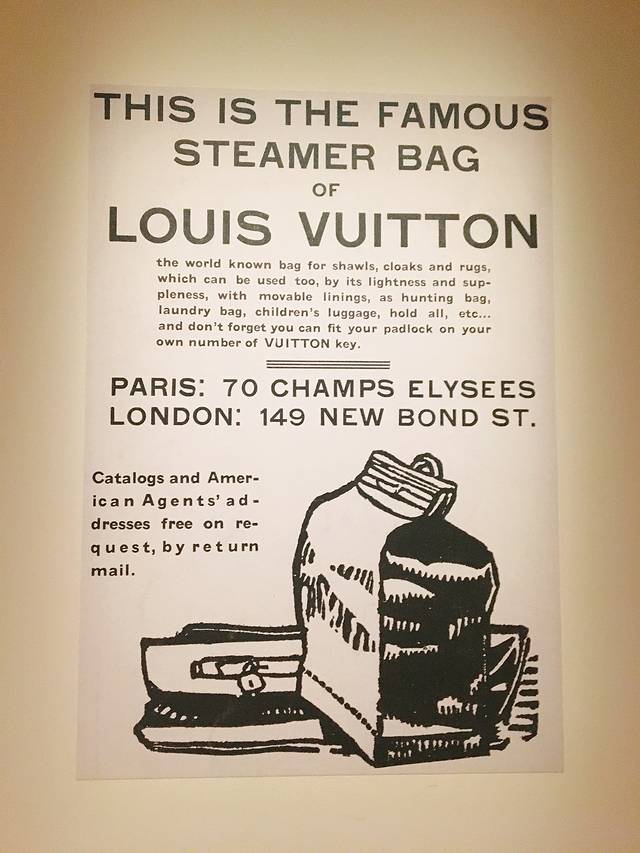 THIS IS THE FAMOUS
STEAMER BAG
OF
LOUIS VUITTON
the world known bag for shawls, cloaks and rugs,
which can be used too, by its lightness and sup-
pleness, with movable linings, as hunting bag,
laundry bag, children's luggage, hold all, etc...
and don't forget you can fit your padlock on your
own number of VUITTON key.
PARIS: 70 CHAMPS ELYSEES
LONDON: 149 NEW BOND ST.
Catalogs and Amer-
ican Agents' ad-
dresses free on re-
quest, by return
mail.